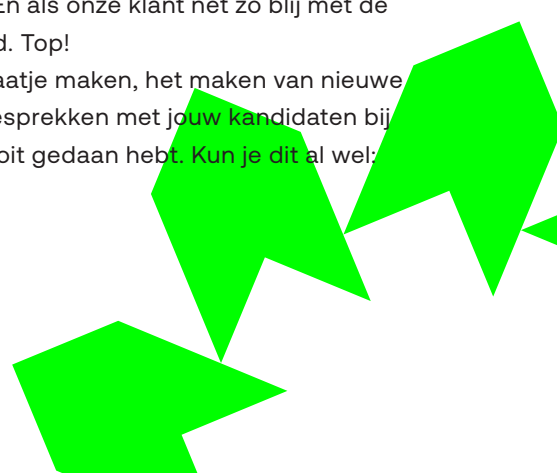 En als onze klant net zo blij met de
d. Top!
aatje maken, het maken van nieuwe
esprekken met jouw kandidaten bij
oit gedaan hebt. Kun je dit al wel: